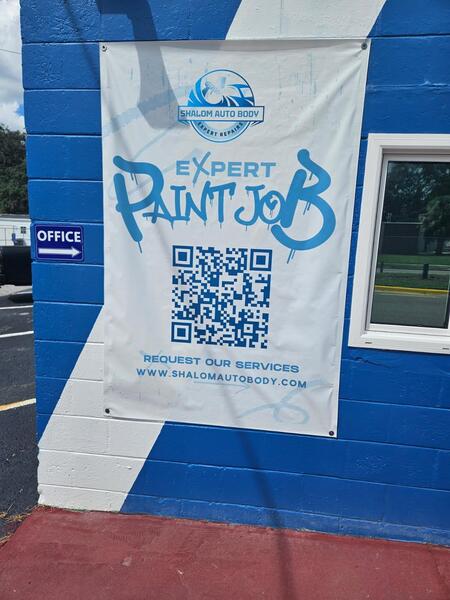 SHALOM AUTO BODY
EXPERT REPAIRS
EXPERT
PAINT JOB
OFFICE
REQUEST OUR SERVICES
WWW.SHALOMAUTOBODY.COM